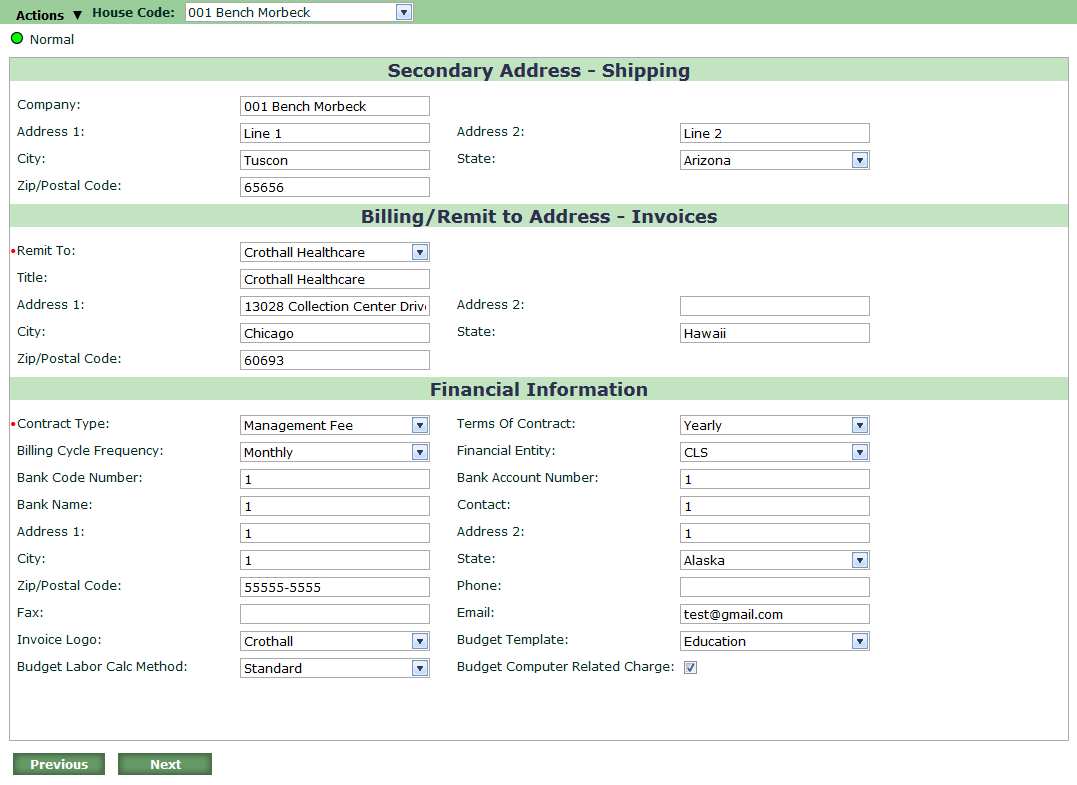 Actions ▼ House Code: 001 Bench Morbeck
Normal
Secondary Address - Shipping
Company: 001 Bench Morbeck
Address 1: Line 1 Address 2: Line 2
City: Tuscon State: Arizona
Zip/Postal Code: 65656
Billing/Remit to Address - Invoices
•Remit To: Crothall Healthcare
Title: Crothall Healthcare
Address 1: 13028 Collection Center Driv Address 2:
City: Chicago State: Hawaii
Zip/Postal Code: 60693
Financial Information
•Contract Type: Management Fee Terms Of Contract: Yearly
Billing Cycle Frequency: Monthly Financial Entity: CLS
Bank Code Number: 1 Bank Account Number: 1
Bank Name: 1 Contact: 1
Address 1: 1 Address 2: 1
City: 1 State: Alaska
Zip/Postal Code: 55555-5555 Phone:
Fax: Email: test@gmail.com
Invoice Logo: Crothall Budget Template: Education
Budget Labor Calc Method: Standard Budget Computer Related Charge:
Previous Next